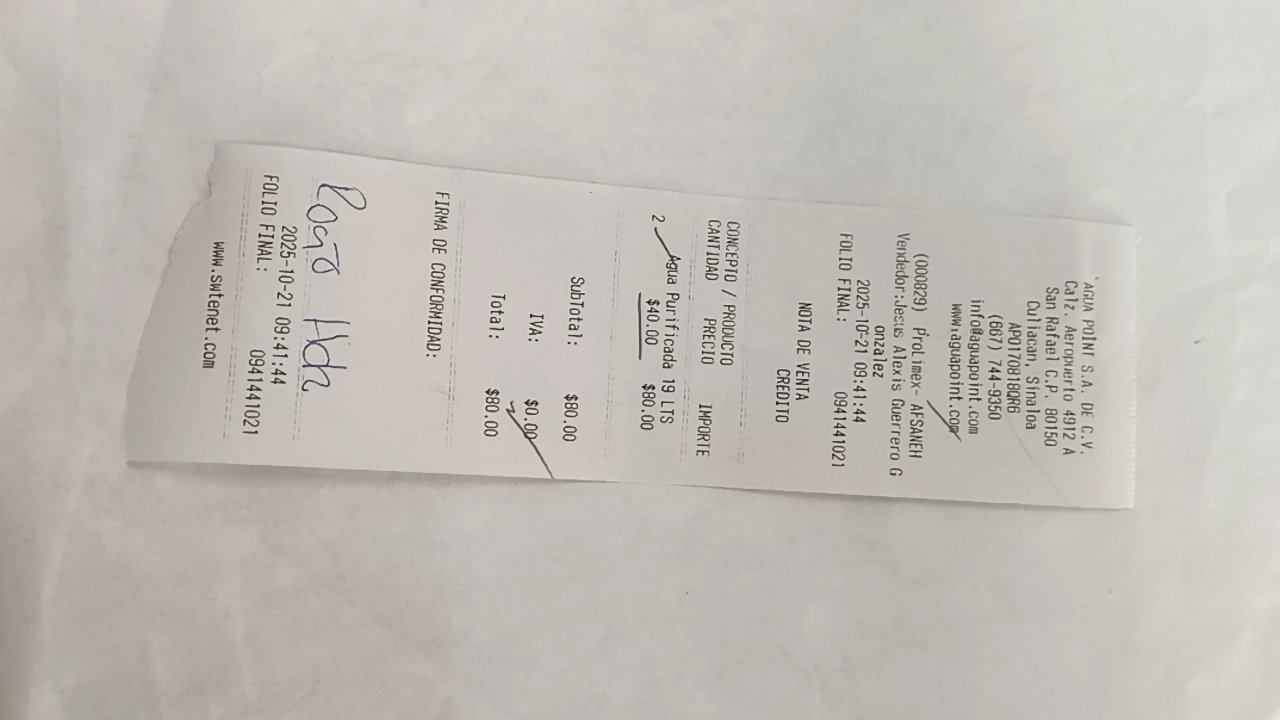 AGUA POINT S.A. DE C.V.
Calz. Aeropuerto 4912 A
San Rafael C.P. 80150
Culiacan, Sinaloa
APO170818QR6
(667) 744-9350
info@aguapoint.com
www.aguapoint.com
(000829) ProLimex- AFSANEH
Vendedor:Jesus Alexis Guerrero G
onzalez
2025-10-21 09:41:44
FOLIO FINAL: 0941441021
NOTA DE VENTA
CREDITO
CONCEPTO / PRODUCTO
CANTIDAD PRECIO IMPORTE
Agua Purificada 19 LTS
2 $40.00 $80.00
SubTotal: $80.00
IVA: $0.00
Total: $80.00
FIRMA DE CONFORMIDAD:
2025-10-21 09:41:44
FOLIO FINAL: 0941441021
www.swtenet.com